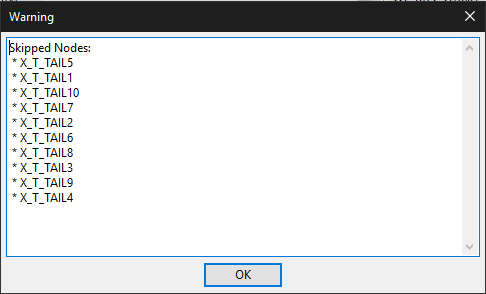 Warning
Skipped Nodes:
* X_T_TAIL5
* X_T_TAIL1
* X_T_TAIL10
* X_T_TAIL7
* X_T_TAIL2
* X_T_TAIL6
* X_T_TAIL8
* X_T_TAIL3
* X_T_TAIL9
* X_T_TAIL4
OK